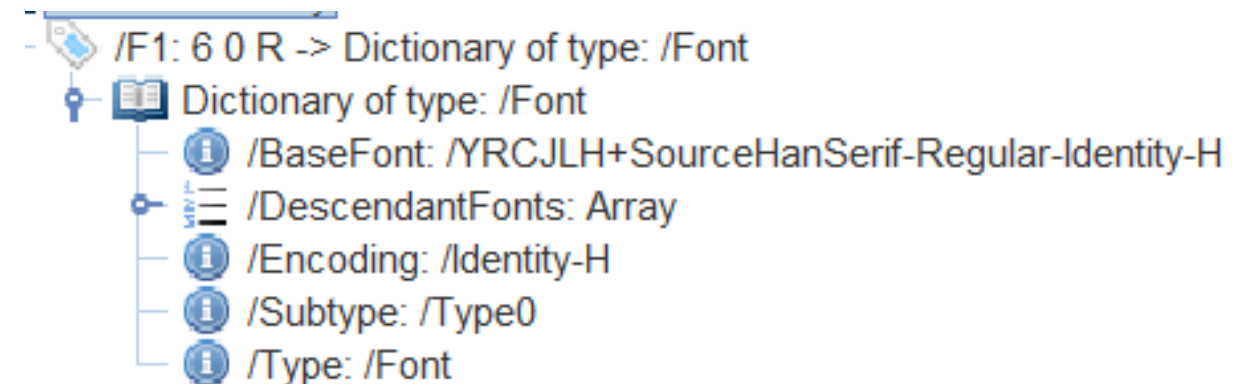 /F1: 6 0 R -> Dictionary of type: /Font
Dictionary of type: /Font
/BaseFont: /YRCJLH+SourceHanSerif-Regular-Identity-H
/DescendantFonts: Array
/Encoding: /Identity-H
/Subtype: /Type0
/Type: /Font